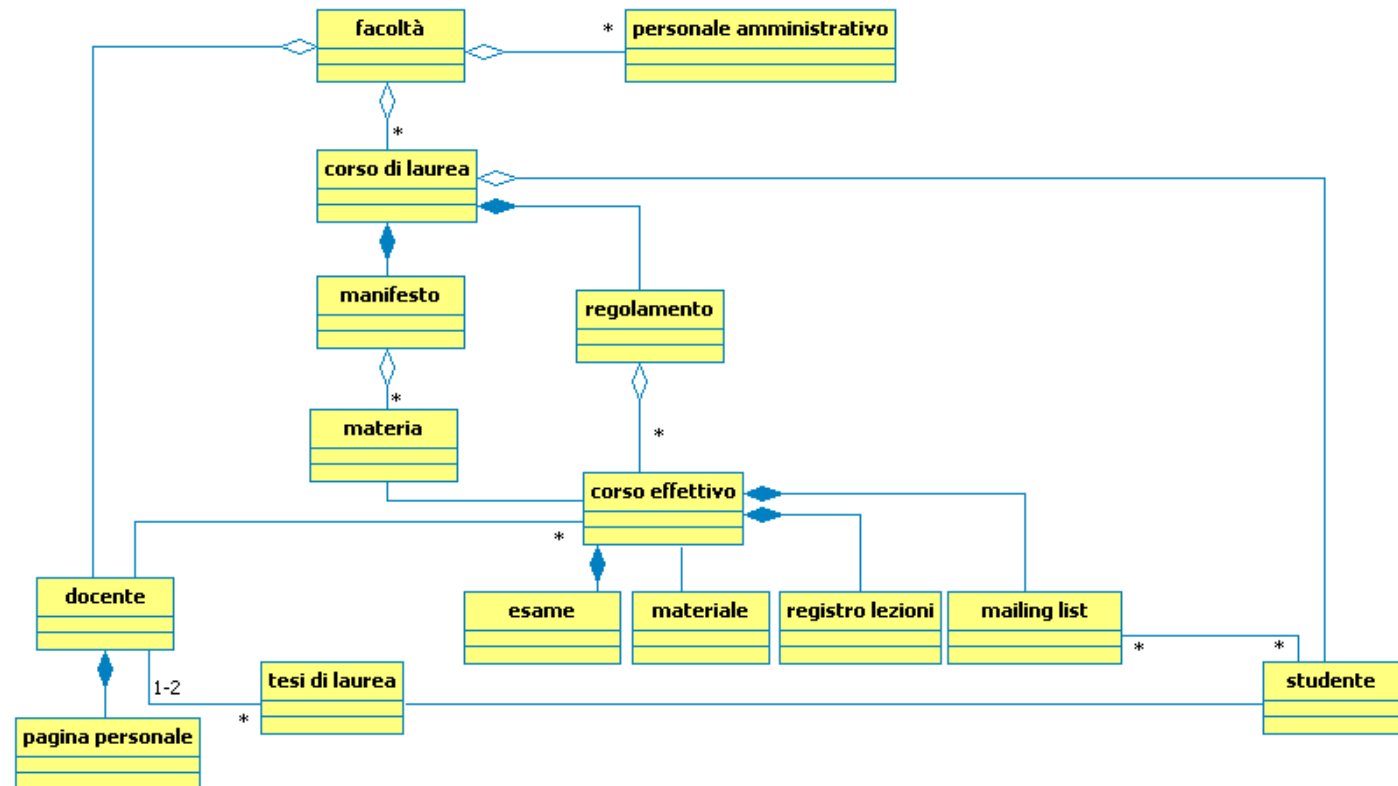 facoltà
* personale amministrativo
*
corso di laurea
manifesto
regolamento
*
materia
*
corso effettivo
*
docente
esame
materiale
registro lezioni
mailing list
* *
tesi di laurea
studente
1-2
*
pagina personale